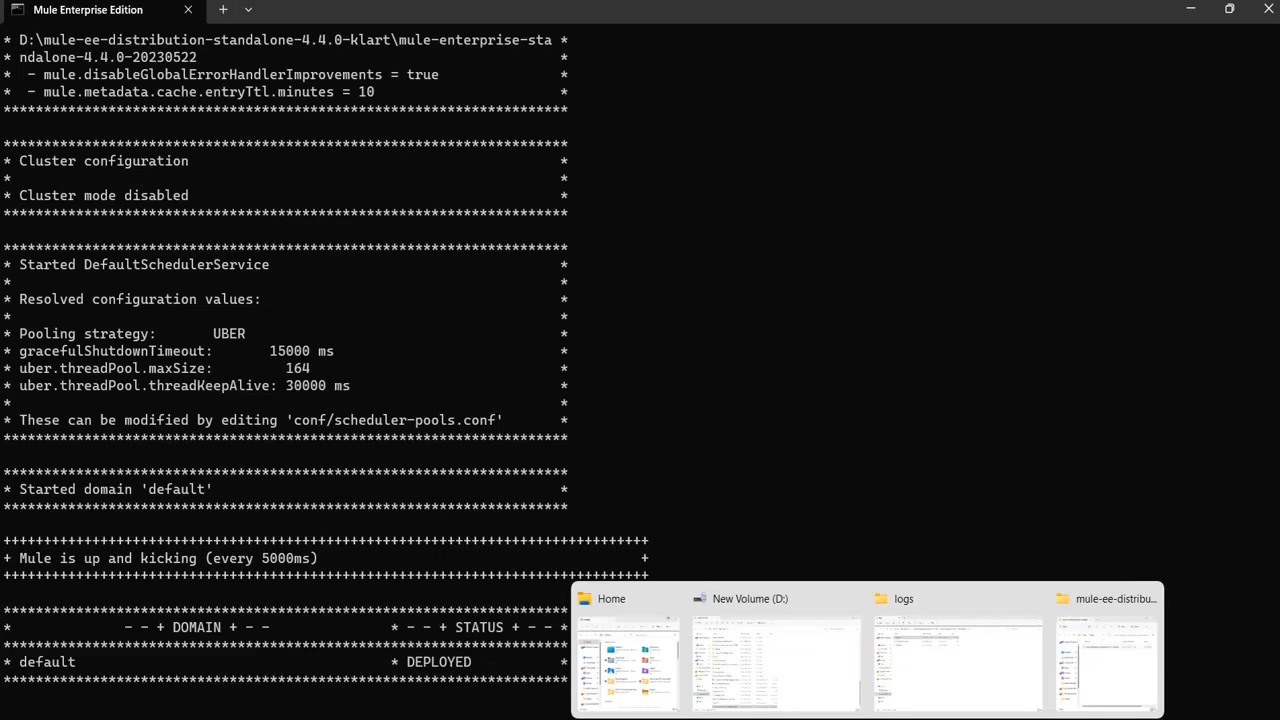 Mule Enterprise Edition
* D:\mule-ee-distribution-standalone-4.4.0-klart\mule-enterprise-sta *
* ndalone-4.4.0-20230522 *
* - mule.disableGlobalErrorHandlerImprovements = true *
* - mule.metadata.cache.entryTtl.minutes = 10 *
**********************************************************************
**********************************************************************
* Cluster configuration *
* *
* Cluster mode disabled *
**********************************************************************
**********************************************************************
* Started DefaultSchedulerService *
* *
* Resolved configuration values: *
* *
* Pooling strategy: UBER *
* gracefulShutdownTimeout: 15000 ms *
* uber.threadPool.maxSize: 164 *
* uber.threadPool.threadKeepAlive: 30000 ms *
* *
* These can be modified by editing 'conf/scheduler-pools.conf' *
**********************************************************************
**********************************************************************
* Started domain 'default' *
**********************************************************************
++++++++++++++++++++++++++++++++++++++++++++++++++++++++++++++++++++++++++++++++
+ Mule is up and kicking (every 5000ms) +
++++++++++++++++++++++++++++++++++++++++++++++++++++++++++++++++++++++++++++++++
Home New Volume (D:) logs mule-ee-distribu...
**********************************************************************
* - - + DOMAIN + - - * - - + STATUS + - - *
* default * DEPLOYED *
**********************************************************************